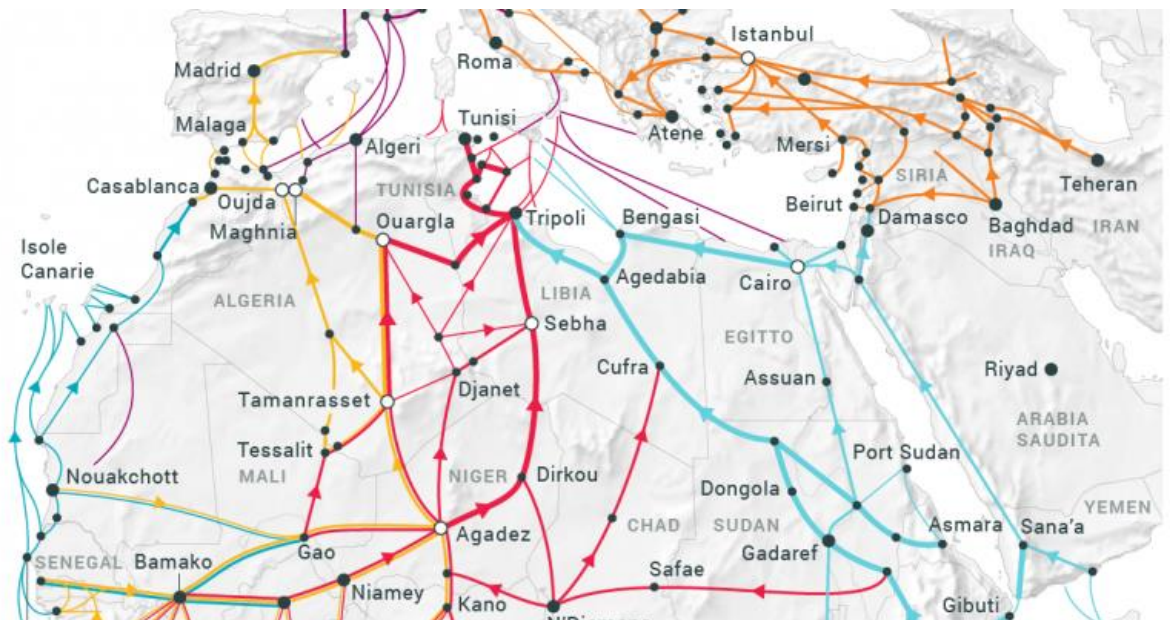 Istanbul
Roma
Madrid
Malaga
Tunisi
Algeri
Atene
Mersi
Teheran
SIRIA
Casablanca
Oujda
TUNISIA
Maghnia
Ouargla
Tripoli
Bengasi
Beirut
Damasco
Baghdad
IRAN
IRAQ
Isole
Canarie
ALGERIA
LIBIA
Agedabia
Cairo
Sebha
EGITTO
Cufra
Assuan
Riyad
Djanet
Tamanrasset
ARABIA
SAUDITA
Tessalit
MALI
Nouakchott
NIGER
Dirkou
Port Sudan
Dongola
YEMEN
CHAD
SUDAN
Asmara
Sana'a
Agadez
Gadaref
Gao
SENEGAL
Bamako
Niamey
Safae
Kano
Gibuti